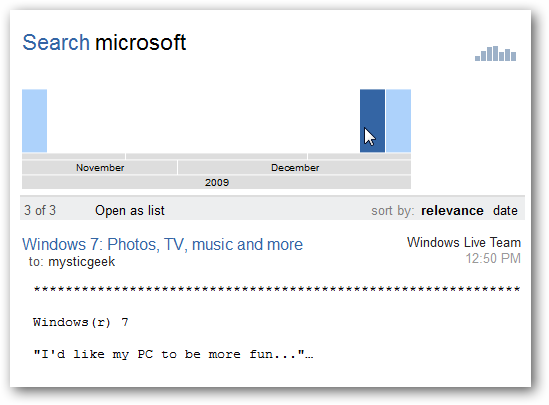 Search microsoft
November December
2009
3 of 3 Open as list sort by: relevance date
Windows 7: Photos, TV, music and more Windows Live Team
to: mysticgeek 12:50 PM
*************************************************************
Windows(r) 7
"I'd like my PC to be more fun..."…